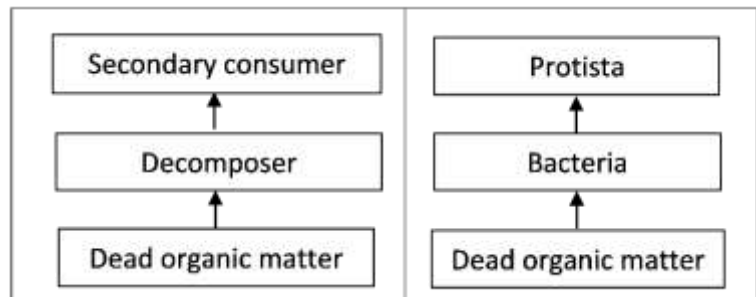 Secondary consumer
Decomposer
Dead organic matter
Protista
Bacteria
Dead organic matter